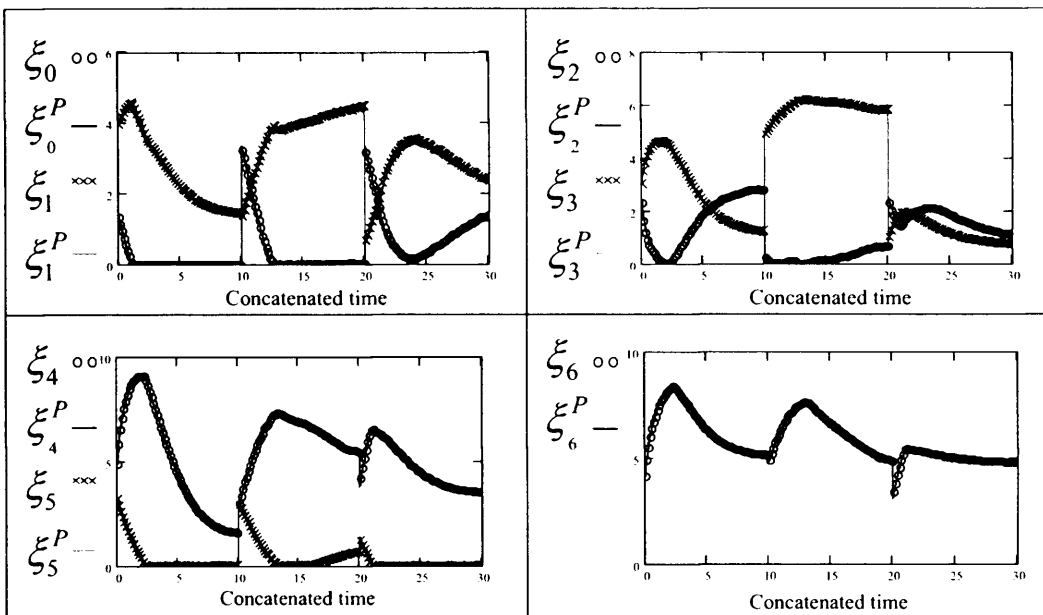 ξ₀ oo
ξ₀ᴾ —
ξ₁ ×××
ξ₁ᴾ —
6
4
2
0
0 5 10 15 20 25 30
Concatenated time
ξ₂ oo
ξ₂ᴾ —
ξ₃ ×××
ξ₃ᴾ
8
6
4
2
0
0 5 10 15 20 25 30
Concatenated time
ξ₄ oo
ξ₄ᴾ —
ξ₅ ×××
ξ₅ᴾ —
10
5
0
0 5 10 15 20 25 30
Concatenated time
ξ₆ oo
ξ₆ᴾ —
10
5
0
0 5 10 15 20 25 30
Concatenated time